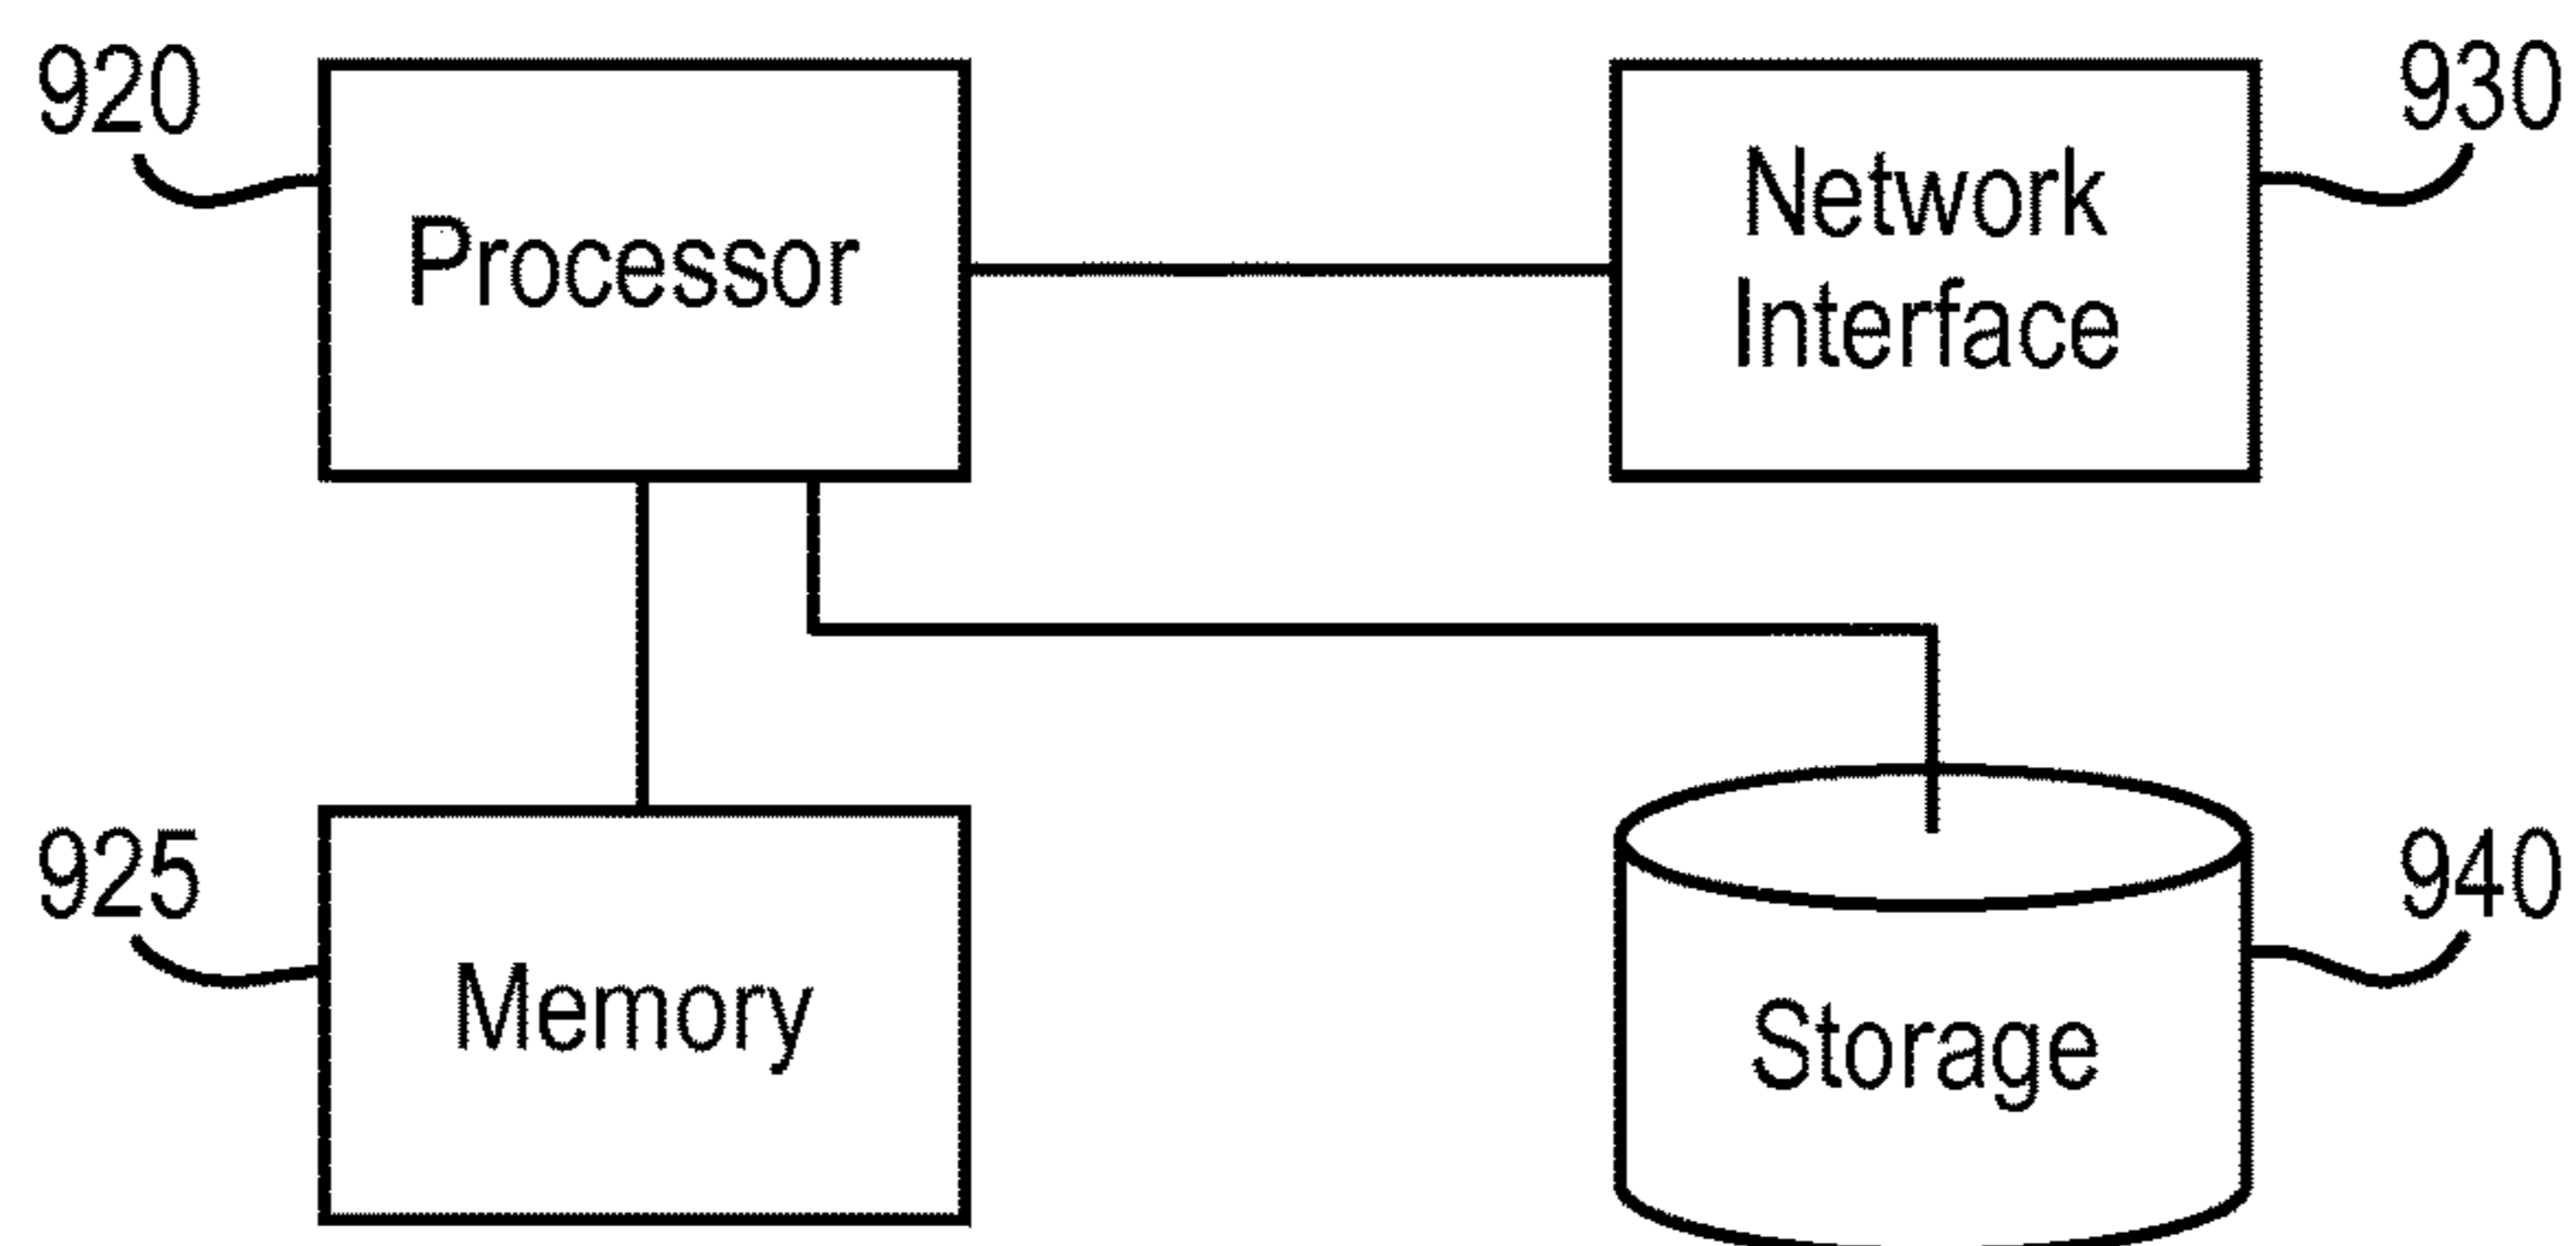 920
Processor
Network
Interface
930
925
Memory
Storage
940